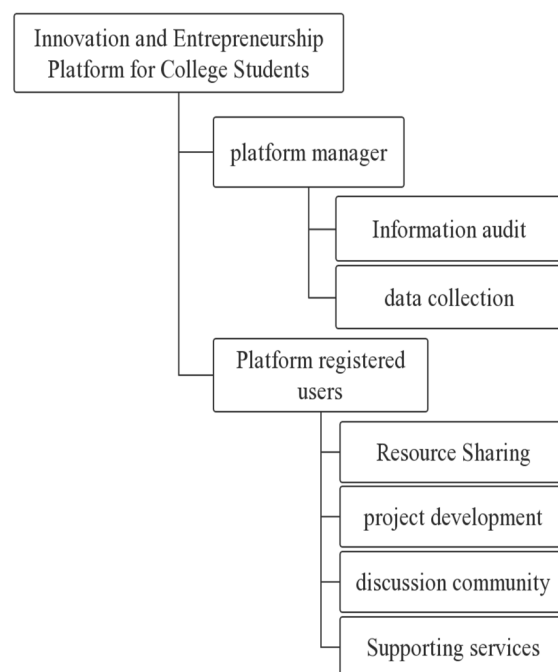 Innovation and Entrepreneurship
Platform for College Students
platform manager
Information audit
data collection
Platform registered
users
Resource Sharing
project development
discussion community
Supporting services